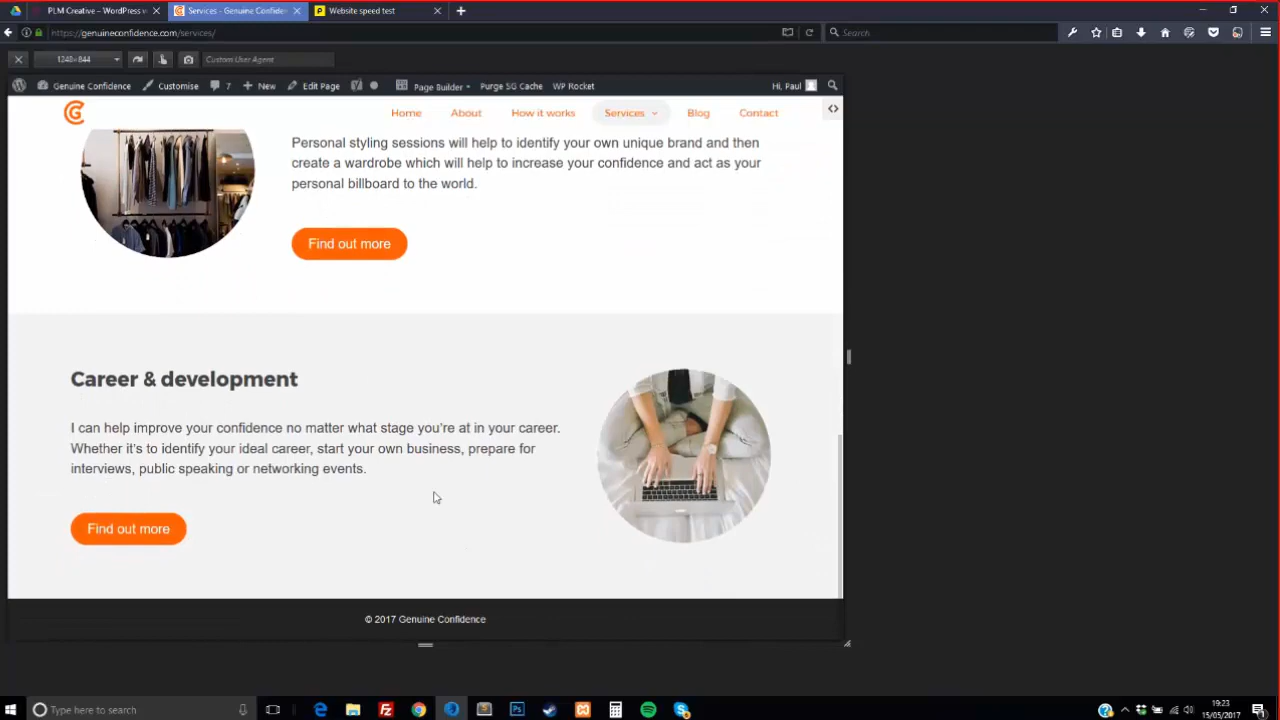 PLM Creative – WordPress w
Services - Genuine Confiden
Website speed test
https://genuineconfidence.com/services/
Search
1248×844
Custom User Agent
Genuine Confidence
Customise
7
New
Edit Page
Page Builder
Purge SG Cache
WP Rocket
Hi, Paul
Home
About
How it works
Services
Blog
Contact
Personal styling sessions will help to identify your own unique brand and then
create a wardrobe which will help to increase your confidence and act as your
personal billboard to the world.
Find out more
Career & development
I can help improve your confidence no matter what stage you're at in your career.
Whether it's to identify your ideal career, start your own business, prepare for
interviews, public speaking or networking events.
Find out more
© 2017 Genuine Confidence
Type here to search
19:23
15/05/2017